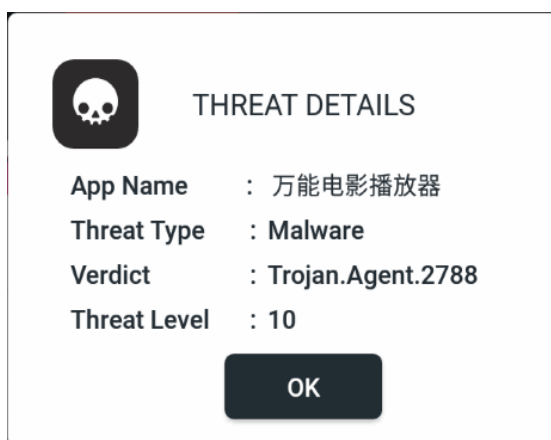 THREAT DETAILS
App Name : 万能电影播放器
Threat Type : Malware
Verdict : Trojan.Agent.2788
Threat Level : 10
OK